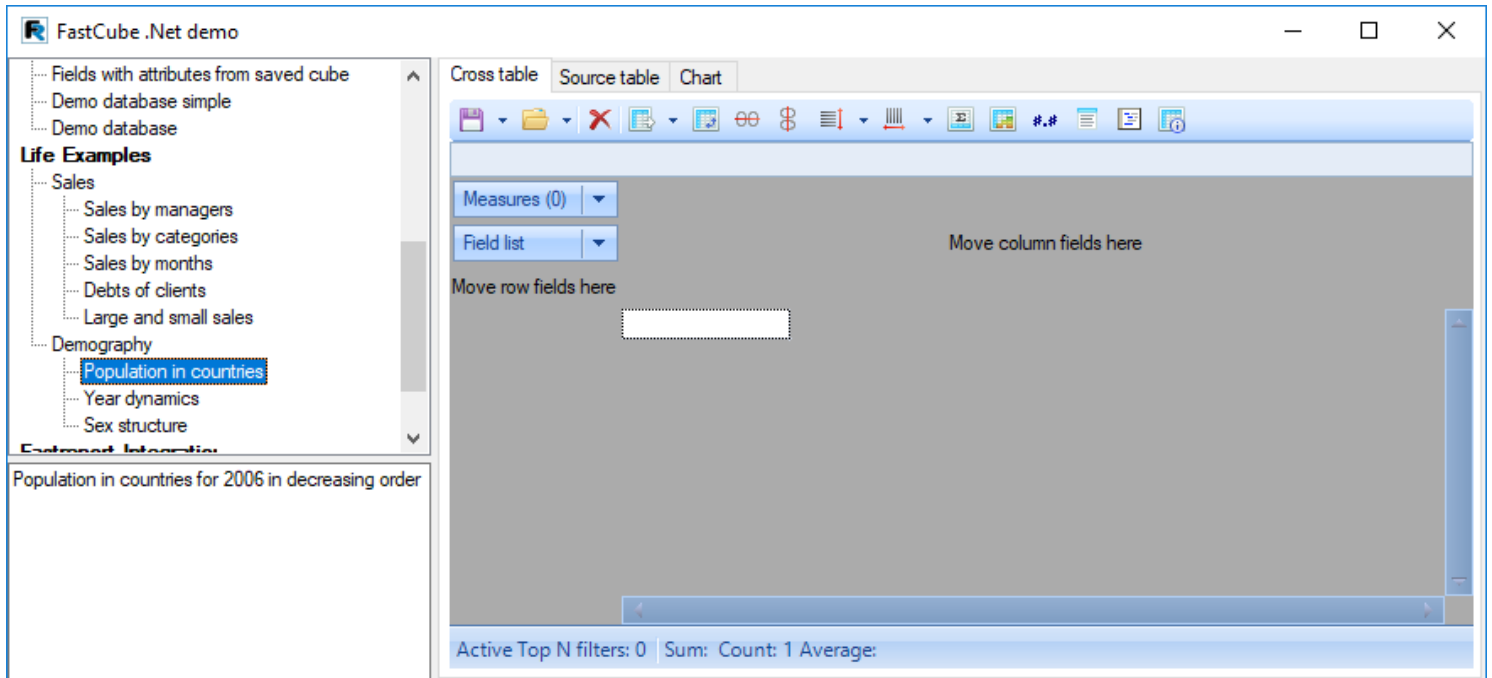 FastCube .Net demo
Fields with attributes from saved cube
Demo database simple
Demo database
Life Examples
Sales
Sales by managers
Sales by categories
Sales by months
Debts of clients
Large and small sales
Demography
Population in countries
Year dynamics
Sex structure
Population in countries for 2006 in decreasing order
Cross table Source table Chart
#.#
Measures (0)
Field list
Move column fields here
Move row fields here
Active Top N filters: 0 Sum: Count: 1 Average: